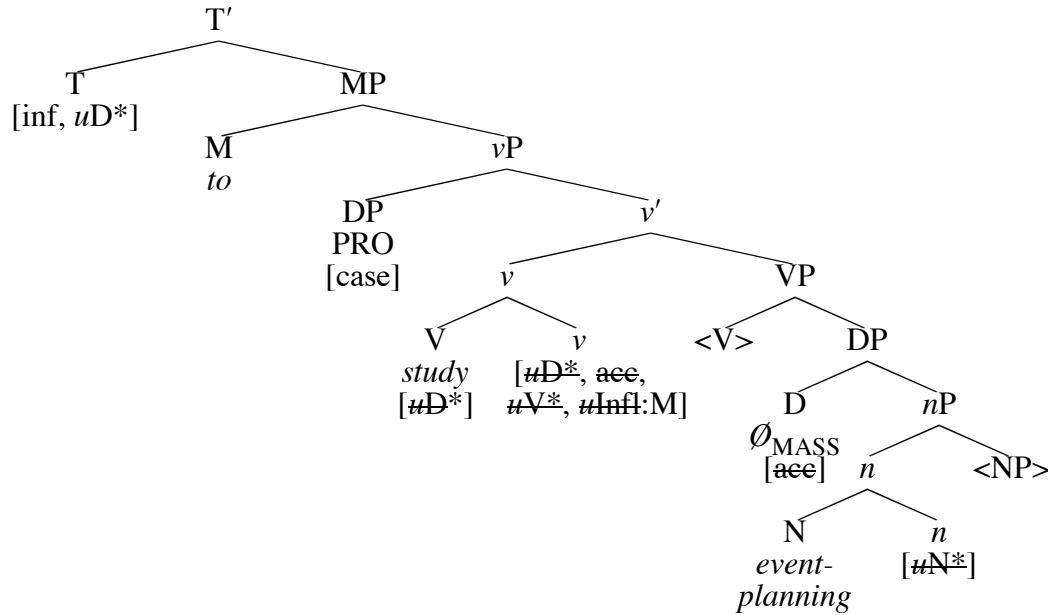 T′
T MP
[inf, uD*]
M vP
to
DP v′
PRO
[case] v VP
V v <V> DP
study [uD*, acc,
[uD*] uV*, uInfl:M] D nP
ØMASS
[acc] n <NP>
N n
event- [uN*]
planning